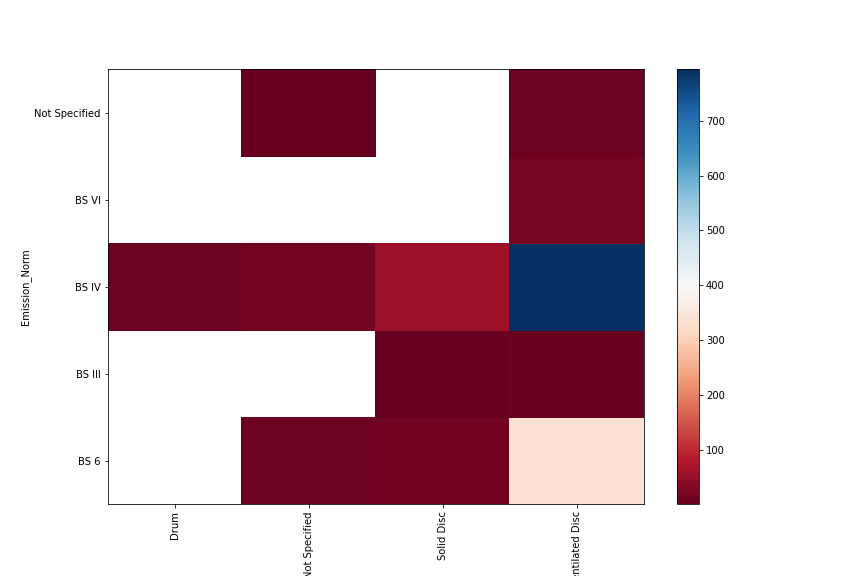 Not Specified
BS VI
BS IV
BS III
BS 6
Emission_Norm
Drum
Not Specified
Solid Disc
entilated Disc
700
600
500
400
300
200
100